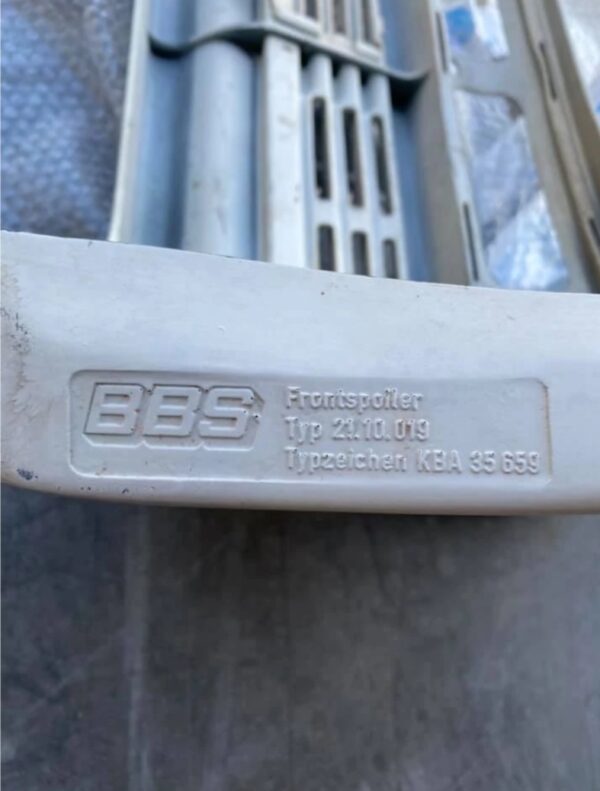 BBS
Frontspoiler
Typ 21.10.019
Typzeichen KBA 35 659